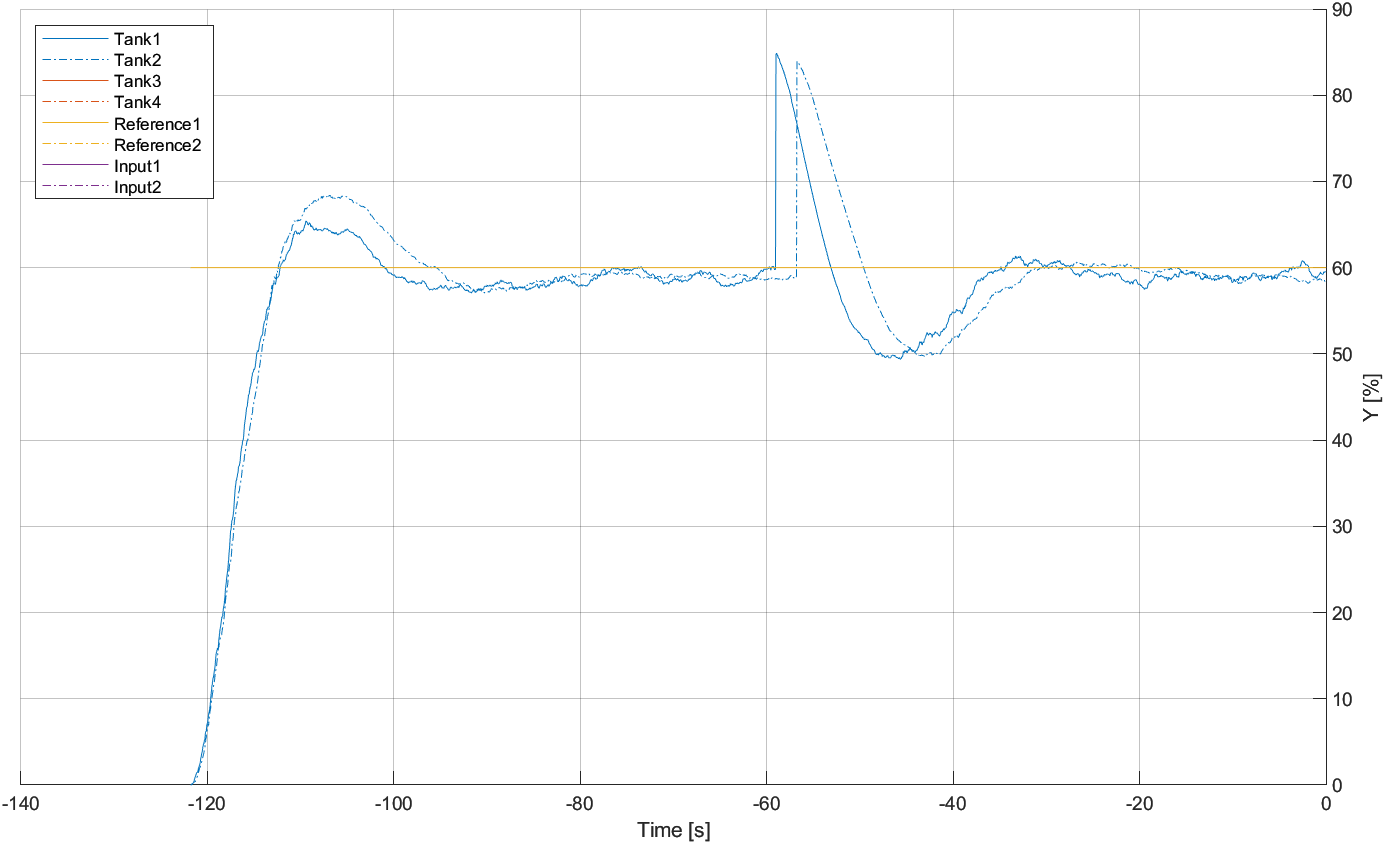 Tank1
Tank2
Tank3
Tank4
Reference1
Reference2
Input1
Input2
90
80
70
60
50
40
30
20
10
0
Y [%]
-140 -120 -100 -80 -60 -40 -20 0
Time [s]